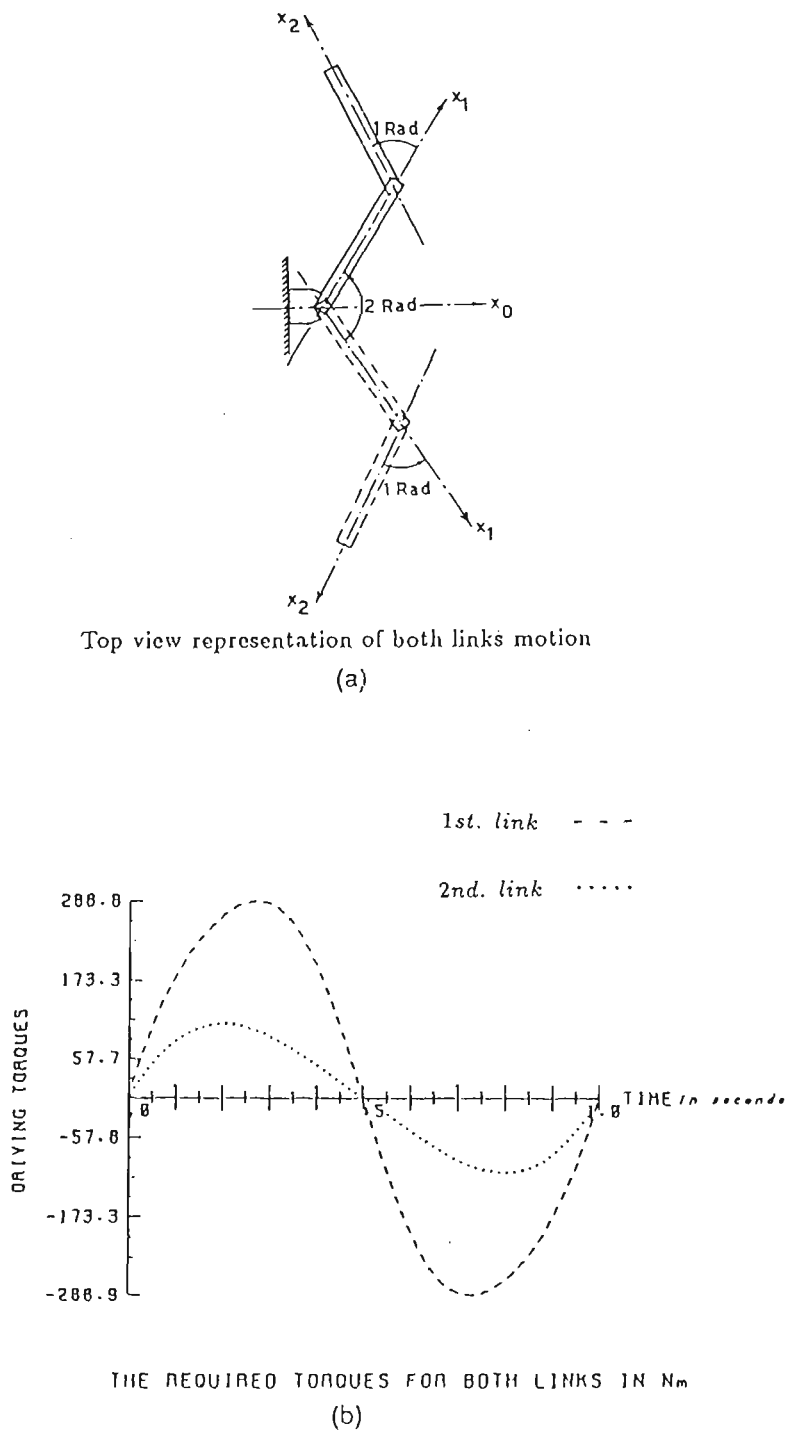 x2
x1
1 Rad
2 Rad
x0
1 Rad
x1
x2
Top view representation of both links motion
(a)
1st. link
2nd. link
288.8
173.3
57.7
-57.8
-173.3
-288.9
DRIVING TORQUES
0
.5
1.0
TIME in seconds
THE REQUIRED TORQUES FOR BOTH LINKS IN Nm
(b)